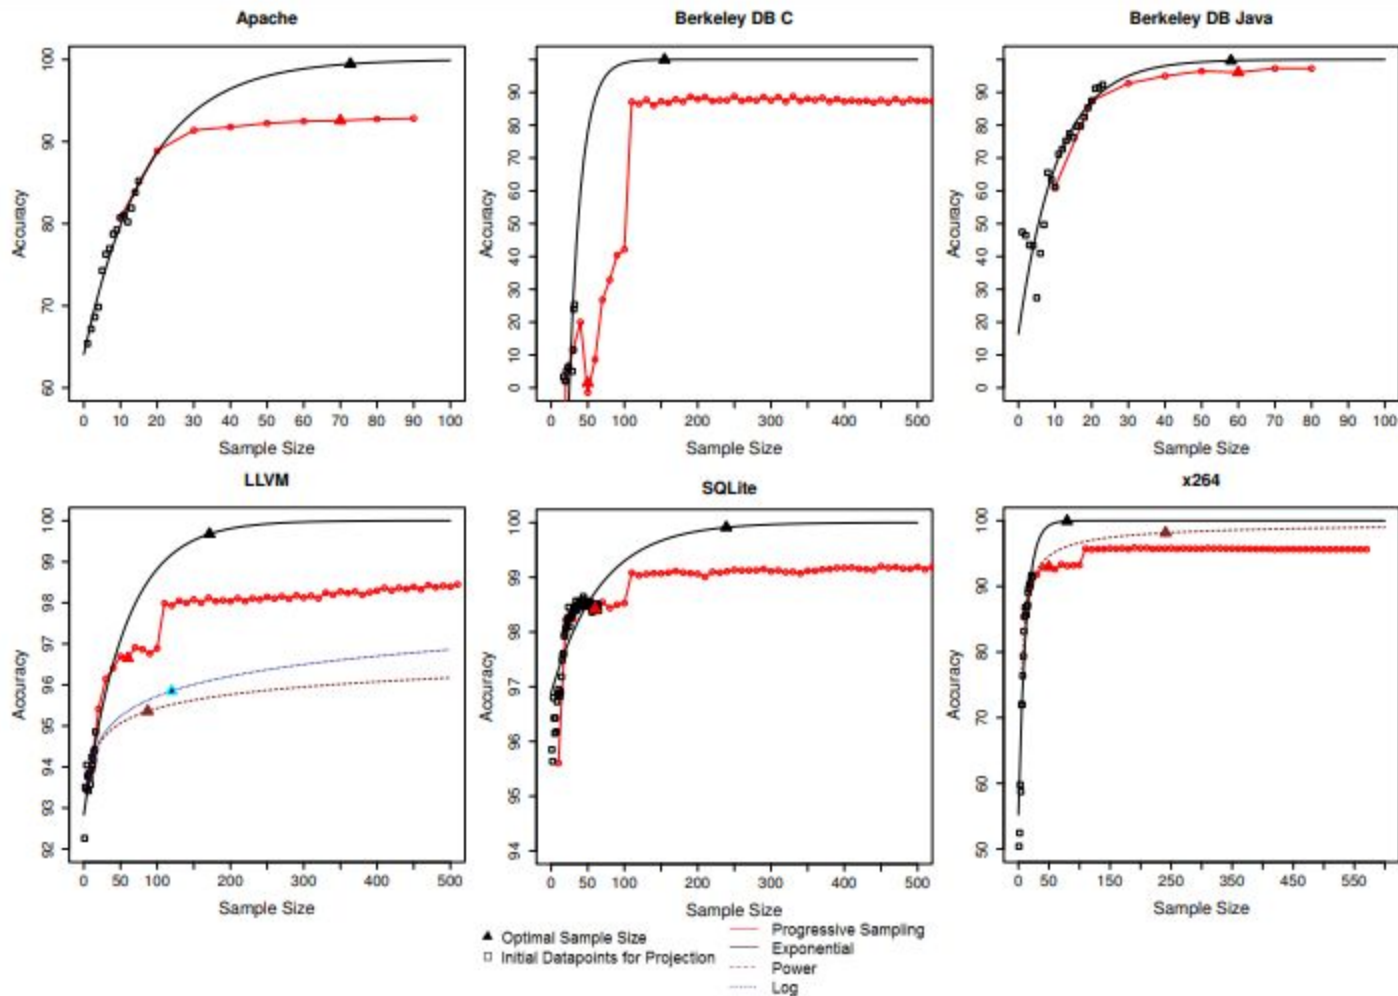 Apache
Accuracy
100
90
80
70
60
0 10 20 30 40 50 60 70 80 90 100
Sample Size
Berkeley DB C
Accuracy
90
80
70
60
50
40
30
20
10
0
0 50 100 200 300 400 500
Sample Size
Berkeley DB Java
Accuracy
90
80
70
60
50
40
30
20
10
0
0 10 20 30 40 50 60 70 80 100
Sample Size
LLVM
Accuracy
100
99
98
97
96
95
94
93
92
0 50 100 200 300 400 500
Sample Size
SQLite
Accuracy
100
99
98
97
96
95
94
0 50 100 200 300 400 500
Sample Size
x264
Accuracy
100
90
80
70
60
50
0 50 150 250 350 450 550
Sample Size
Optimal Sample Size
Initial Datapoints for Projection
Progressive Sampling
Exponential
Power
Log